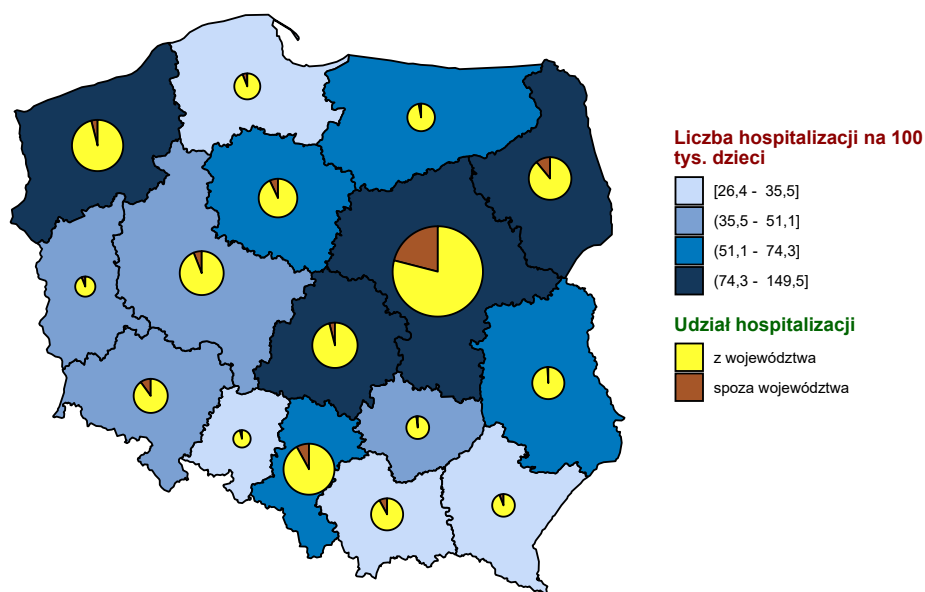 Liczba hospitalizacji na 100
tys. dzieci
[26,4 - 35,5]
(35,5 - 51,1]
(51,1 - 74,3]
(74,3 - 149,5]
Udział hospitalizacji
z województwa
spoza województwa